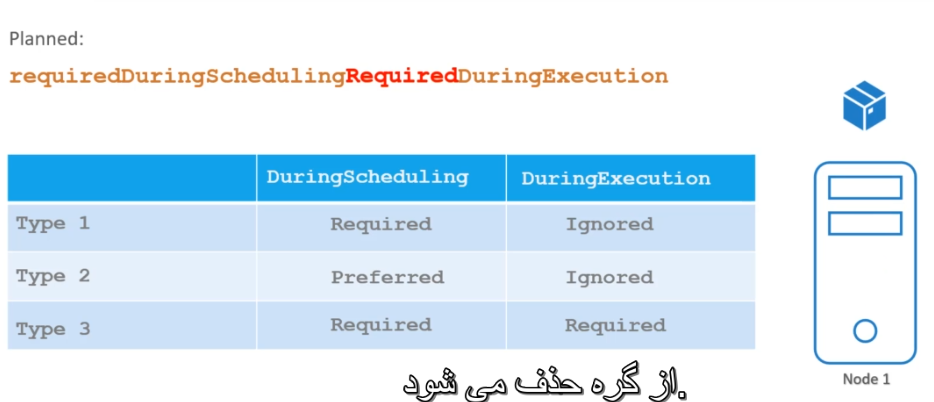 Planned:
requiredDuringSchedulingRequiredDuringExecution
DuringScheduling DuringExecution
Type 1 Required Ignored
Type 2 Preferred Ignored
Type 3 Required Required
Node 1
از گره حذف می شود.